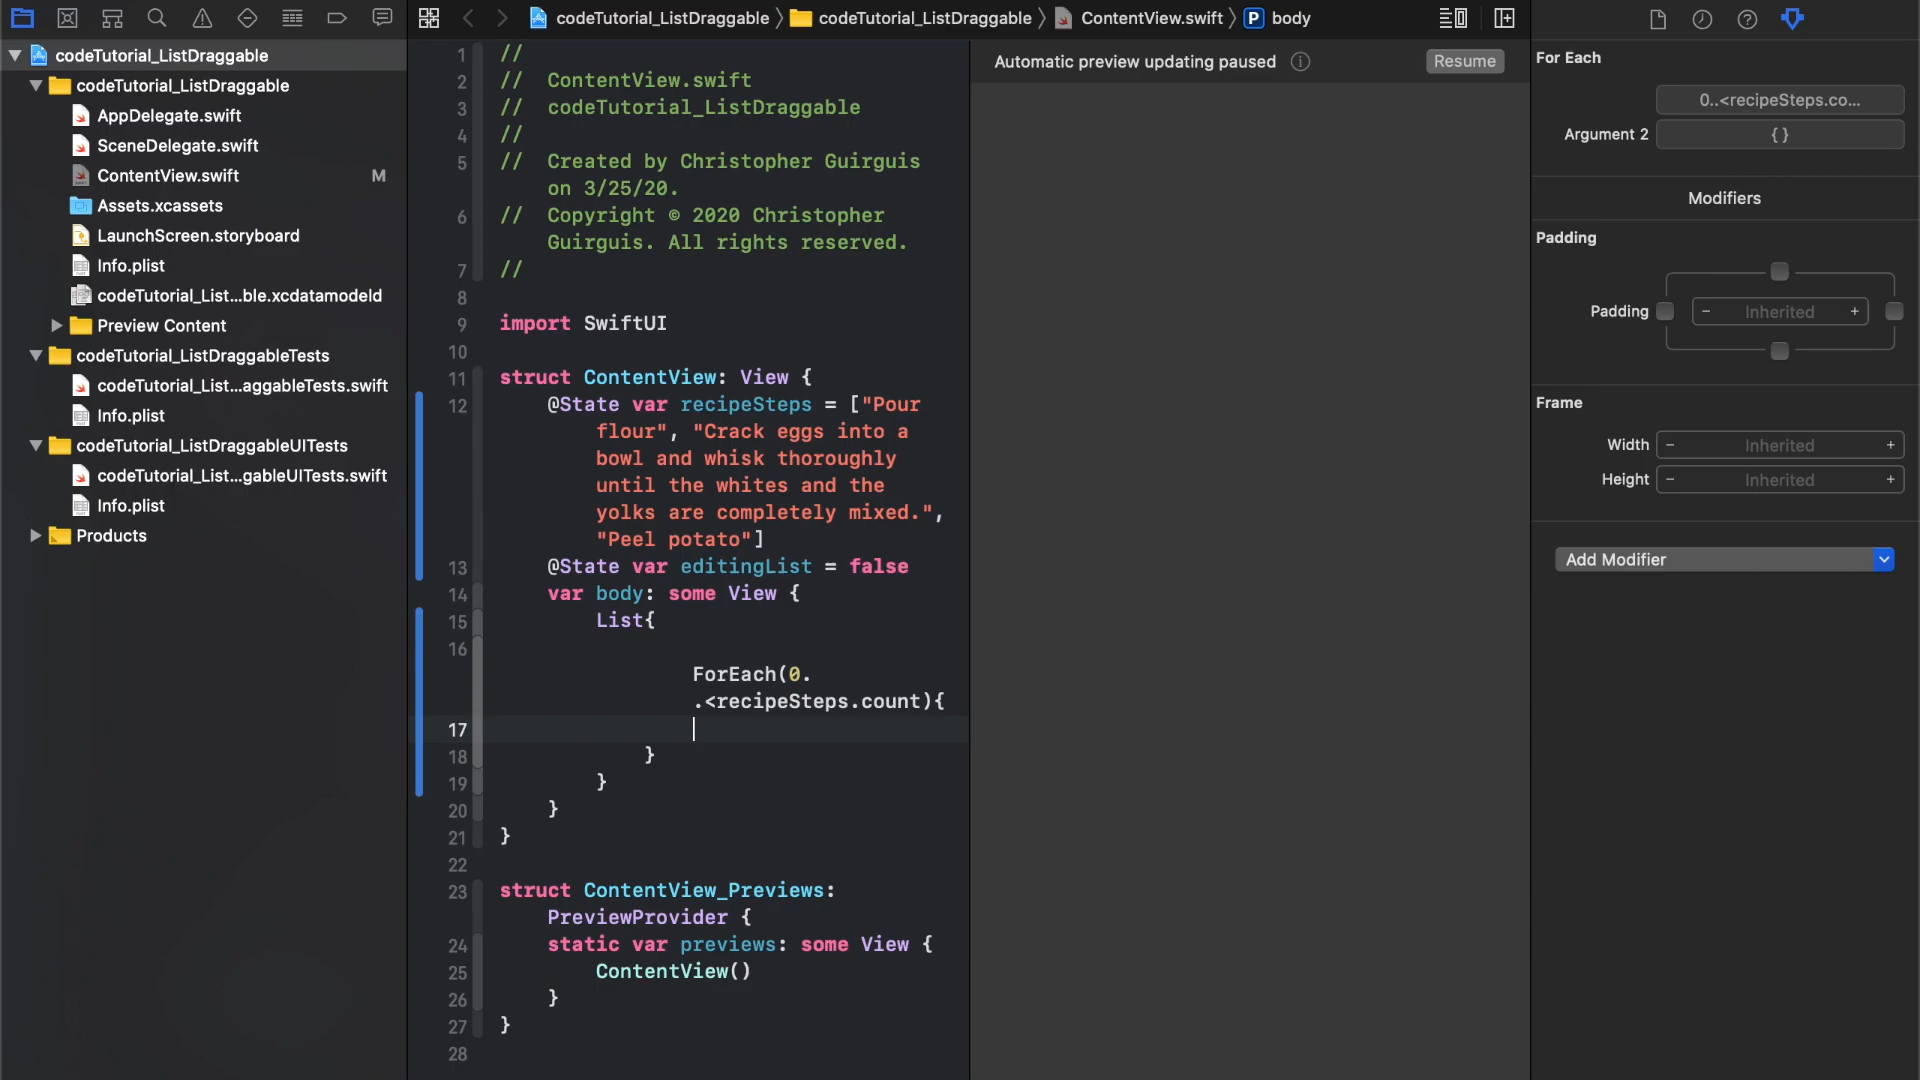 codeTutorial_ListDraggable
codeTutorial_ListDraggable
AppDelegate.swift
SceneDelegate.swift
ContentView.swift M
Assets.xcassets
LaunchScreen.storyboard
Info.plist
codeTutorial_List...ble.xcdatamodeld
Preview Content
codeTutorial_ListDraggableTests
codeTutorial_List...aggableTests.swift
Info.plist
codeTutorial_ListDraggableUITests
codeTutorial_List...gableUITests.swift
Info.plist
Products
codeTutorial_ListDraggable 〉 codeTutorial_ListDraggable 〉 ContentView.swift 〉 P body
1 //
2 //  ContentView.swift
3 //  codeTutorial_ListDraggable
4 //
5 //  Created by Christopher Guirguis
on 3/25/20.
6 //  Copyright © 2020 Christopher
Guirguis. All rights reserved.
7 //
8
9 import SwiftUI
10
11 struct ContentView: View {
12 @State var recipeSteps = ["Pour
flour", "Crack eggs into a
bowl and whisk thoroughly
until the whites and the
yolks are completely mixed.",
"Peel potato"]
13 @State var editingList = false
14 var body: some View {
15 List{
16
ForEach(0.
.<recipeSteps.count){
17
18 }
19 }
20 }
21 }
22
23 struct ContentView_Previews:
PreviewProvider {
24 static var previews: some View {
25 ContentView()
26 }
27 }
28
Automatic preview updating paused
Resume
For Each
0..<recipeSteps.co...
Argument 2 { }
Modifiers
Padding
Padding − Inherited +
Frame
Width − Inherited +
Height − Inherited +
Add Modifier